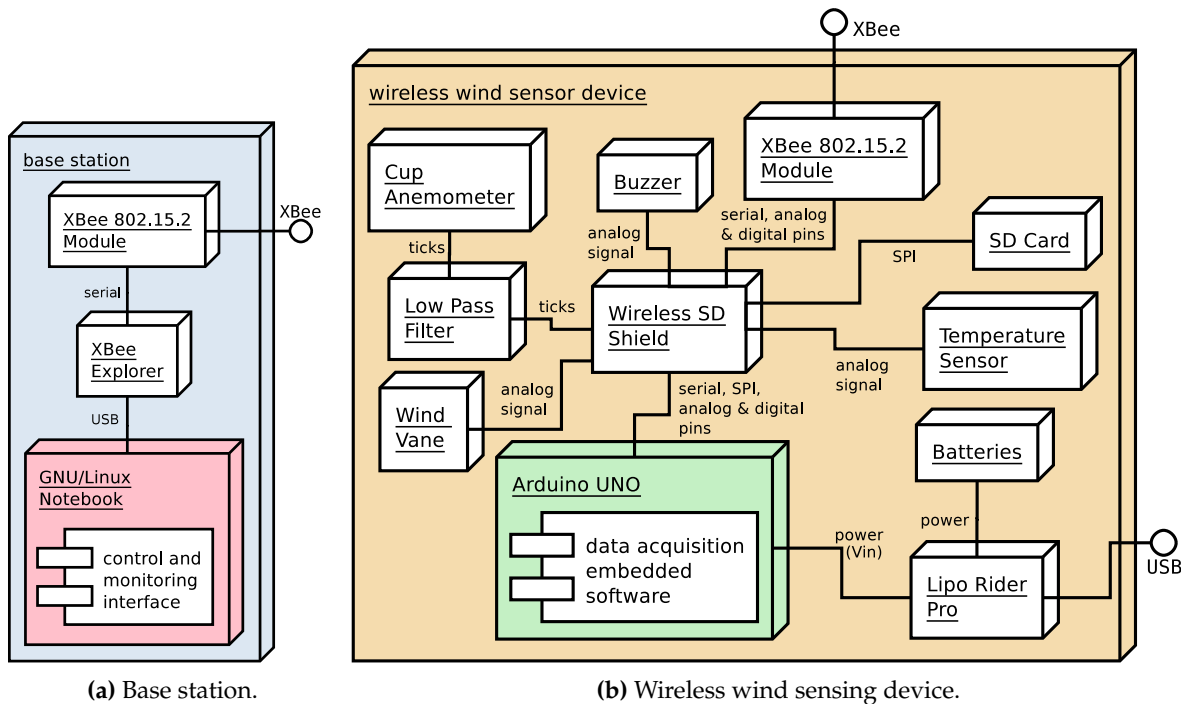 base station
XBee 802.15.2
Module
XBee
serial
XBee
Explorer
USB
GNU/Linux
Notebook
control and
monitoring
interface
(a) Base station.
XBee
wireless wind sensor device
Cup
Anemometer
Buzzer
XBee 802.15.2
Module
ticks
analog
signal
serial, analog
& digital pins
SD Card
SPI
Low Pass
Filter
ticks
Wireless SD
Shield
Temperature
Sensor
analog
signal
Wind
Vane
analog
signal
serial, SPI,
analog & digital
pins
Batteries
Arduino UNO
data acquisition
embedded
software
power
power
(Vin)
Lipo Rider
Pro
USB
(b) Wireless wind sensing device.